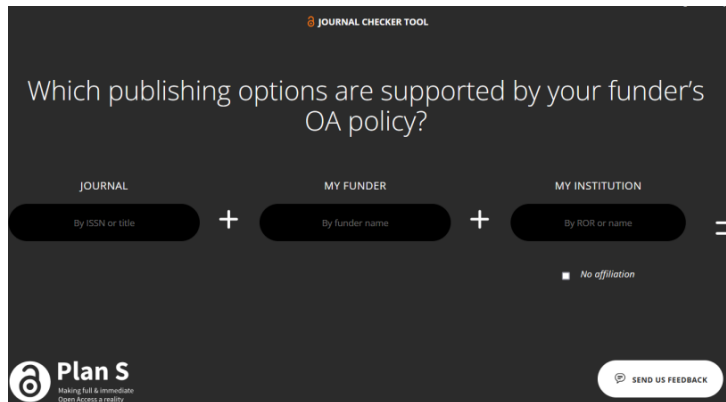 JOURNAL CHECKER TOOL
Which publishing options are supported by your funder's
OA policy?
JOURNAL
MY FUNDER
MY INSTITUTION
By ISSN or title
+
By funder name
+
By ROR or name
=
No affiliation
Plan S
Making full & immediate
Open Access a reality
SEND US FEEDBACK